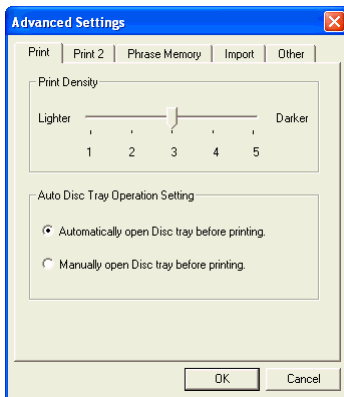 Advanced Settings
Print Print 2 Phrase Memory Import Other
Print Density
Lighter Darker
1 2 3 4 5
Auto Disc Tray Operation Setting
Automatically open Disc tray before printing.
Manually open Disc tray before printing.
OK Cancel